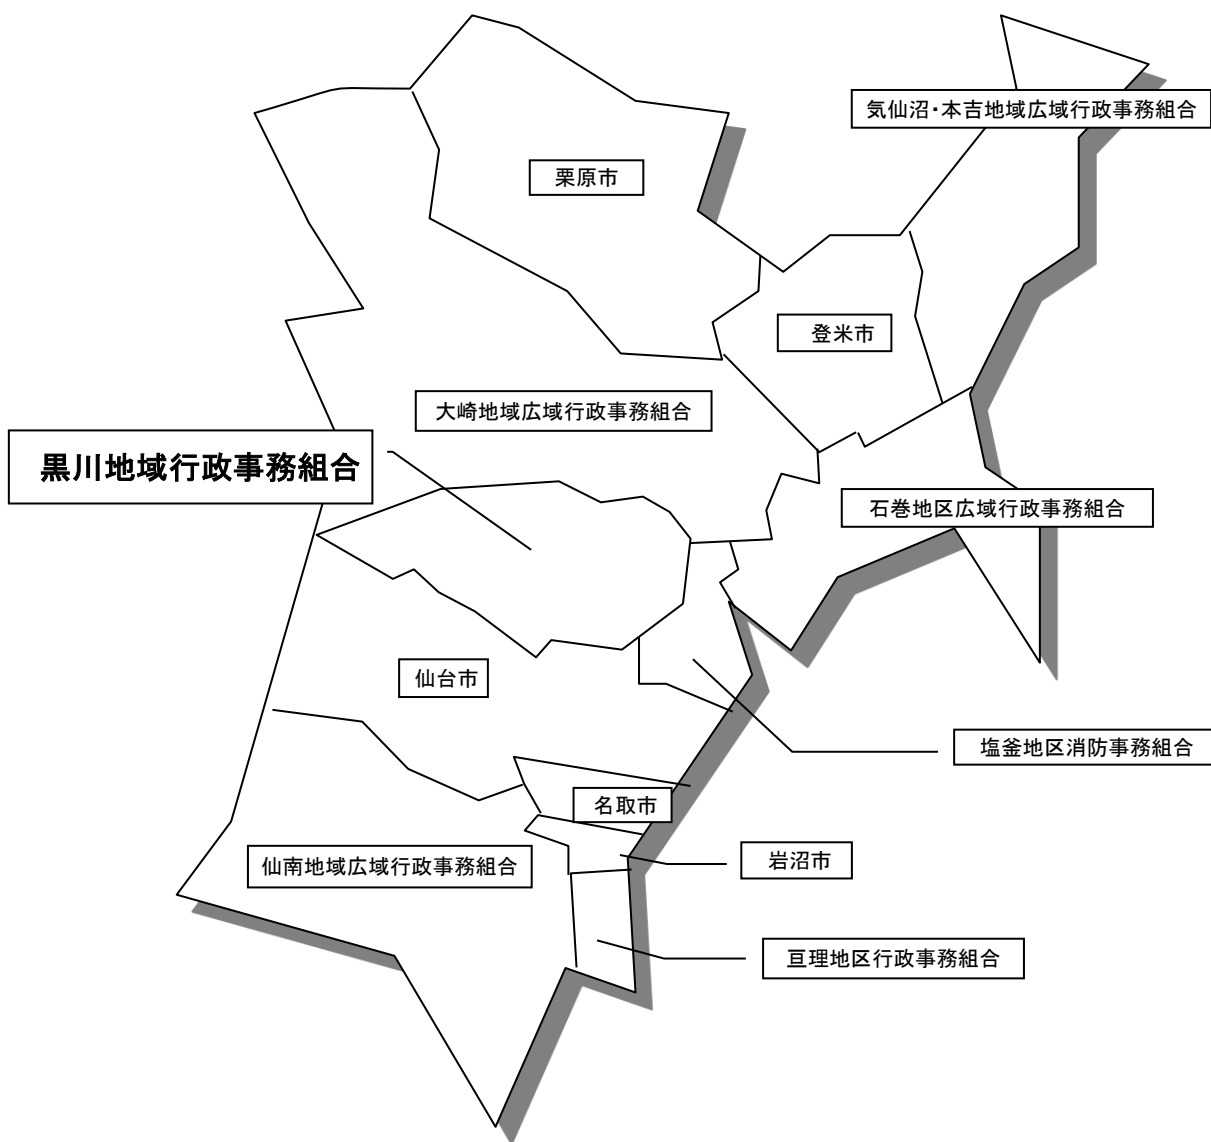 気仙沼・本吉地域広域行政事務組合
栗原市
登米市
大崎地域広域行政事務組合
黒川地域行政事務組合
石巻地区広域行政事務組合
仙台市
塩釜地区消防事務組合
名取市
岩沼市
仙南地域広域行政事務組合
亘理地区行政事務組合